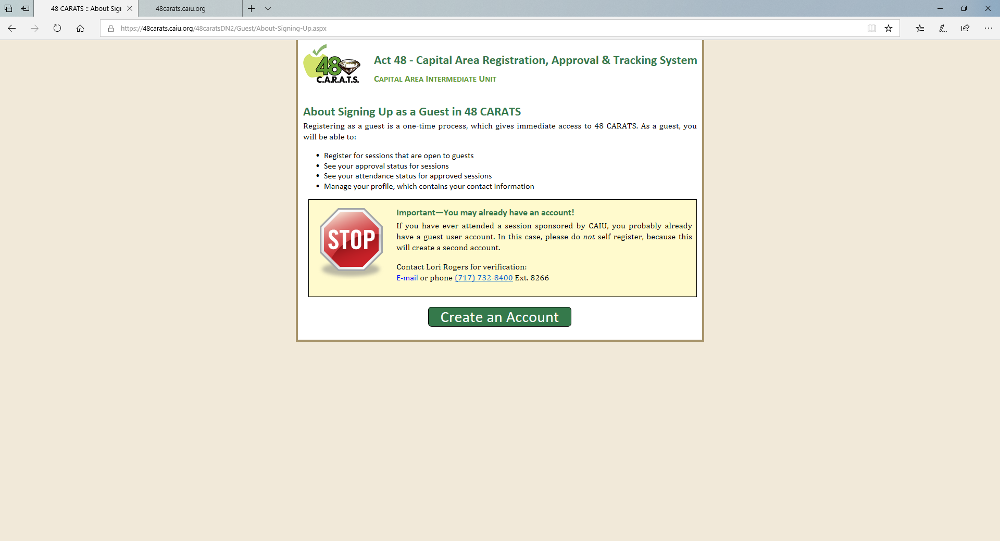 48 CARATS :: About Sigr
48carats.caiu.org
https://48carats.caiu.org/48caratsDN2/Guest/About-Signing-Up.aspx
48
C.A.R.A.T.S.
Act 48 - Capital Area Registration, Approval & Tracking System
Capital Area Intermediate Unit
About Signing Up as a Guest in 48 CARATS
Registering as a guest is a one-time process, which gives immediate access to 48 CARATS. As a guest, you
will be able to:
• Register for sessions that are open to guests
• See your approval status for sessions
• See your attendance status for approved sessions
• Manage your profile, which contains your contact information
STOP
Important—You may already have an account!
If you have ever attended a session sponsored by CAIU, you probably already
have a guest user account. In this case, please do not self register, because this
will create a second account.
Contact Lori Rogers for verification:
E-mail or phone (717) 732-8400 Ext. 8266
Create an Account